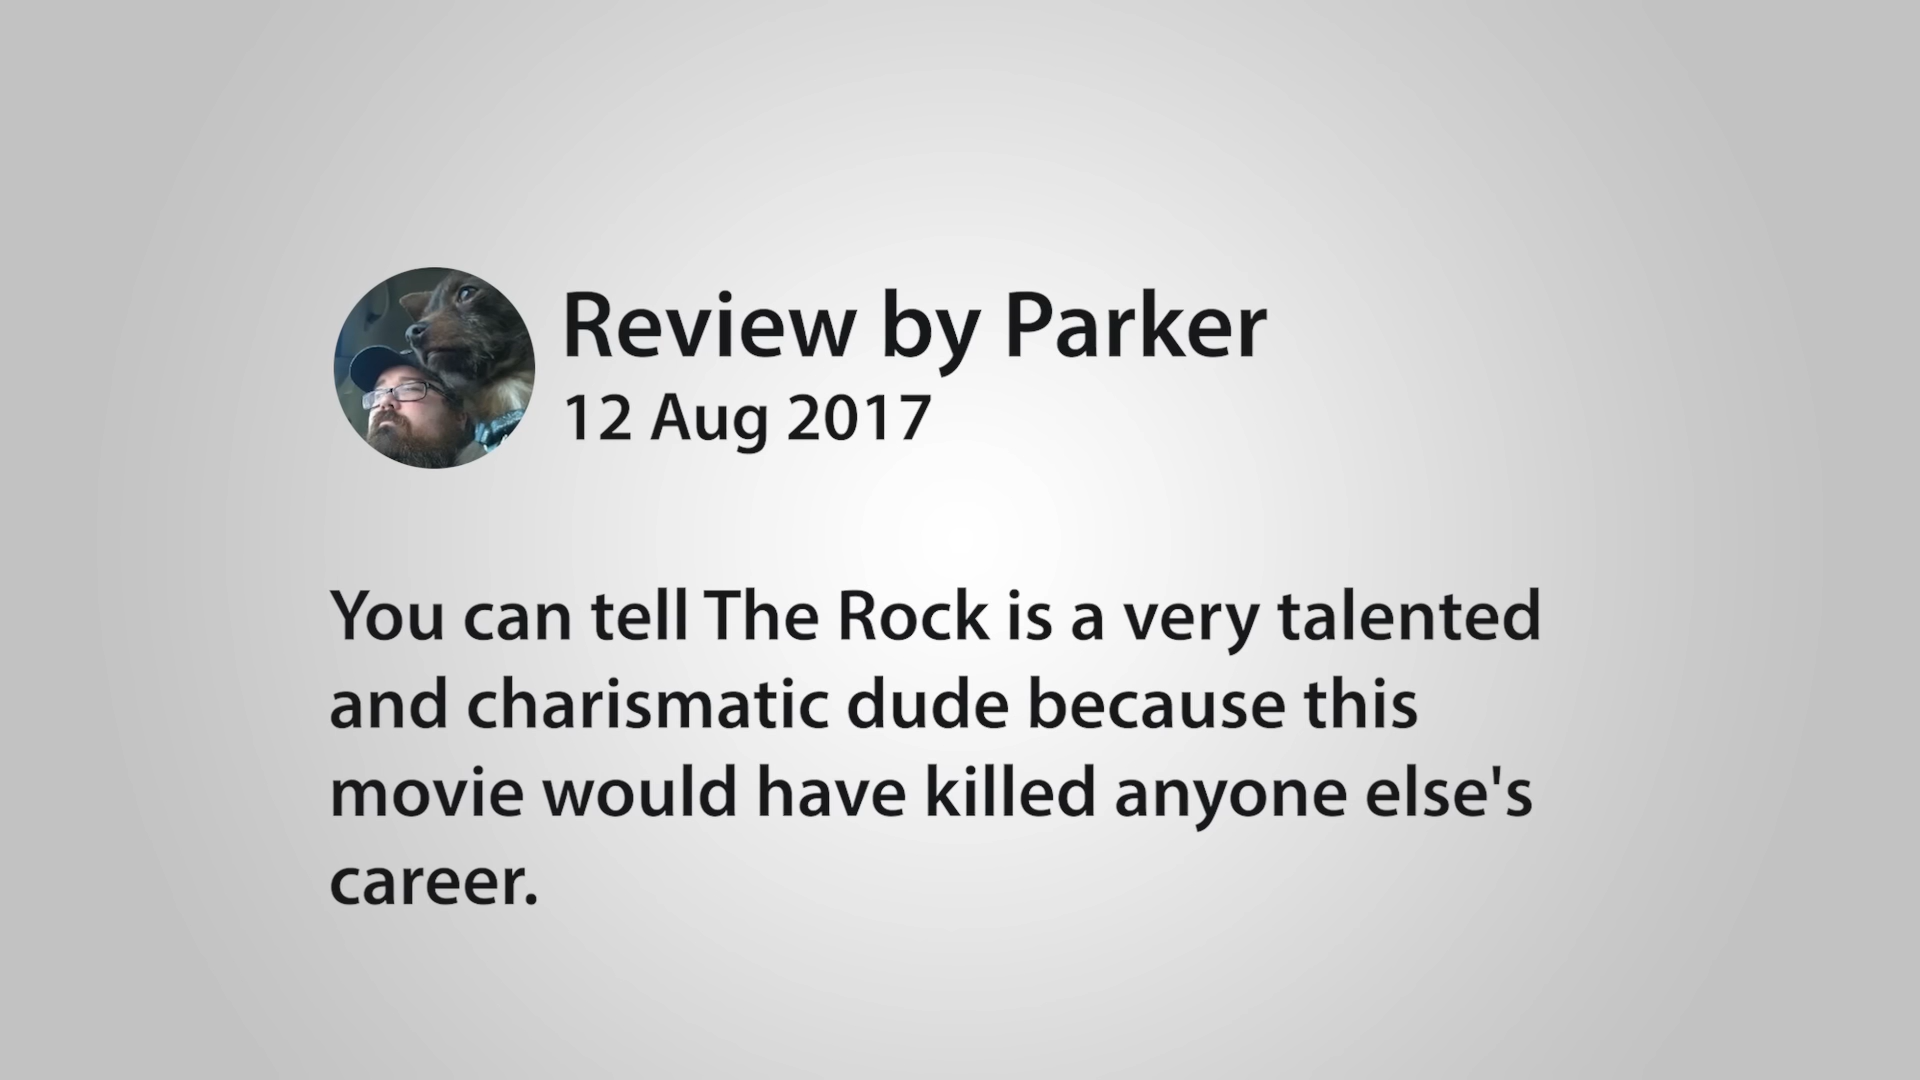 Review by Parker
12 Aug 2017
You can tell The Rock is a very talented
and charismatic dude because this
movie would have killed anyone else's
career.